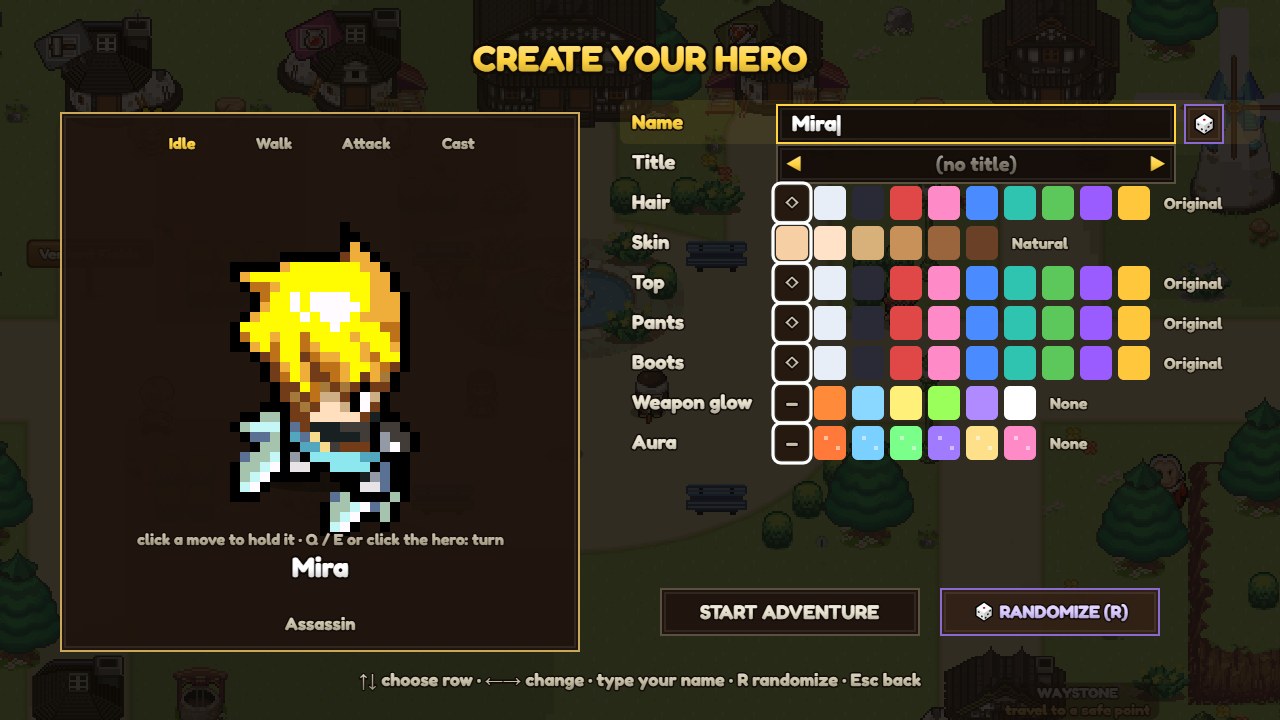 CREATE YOUR HERO
Idle Walk Attack Cast
click a move to hold it · Q / E or click the hero: turn
Mira
Assassin
Name Mira
Title (no title)
Hair Original
Skin Natural
Top Original
Pants Original
Boots Original
Weapon glow None
Aura None
START ADVENTURE
RANDOMIZE (R)
↑↓ choose row · ←→ change · type your name · R randomize · Esc back
WAYSTONE
travel to a safe point